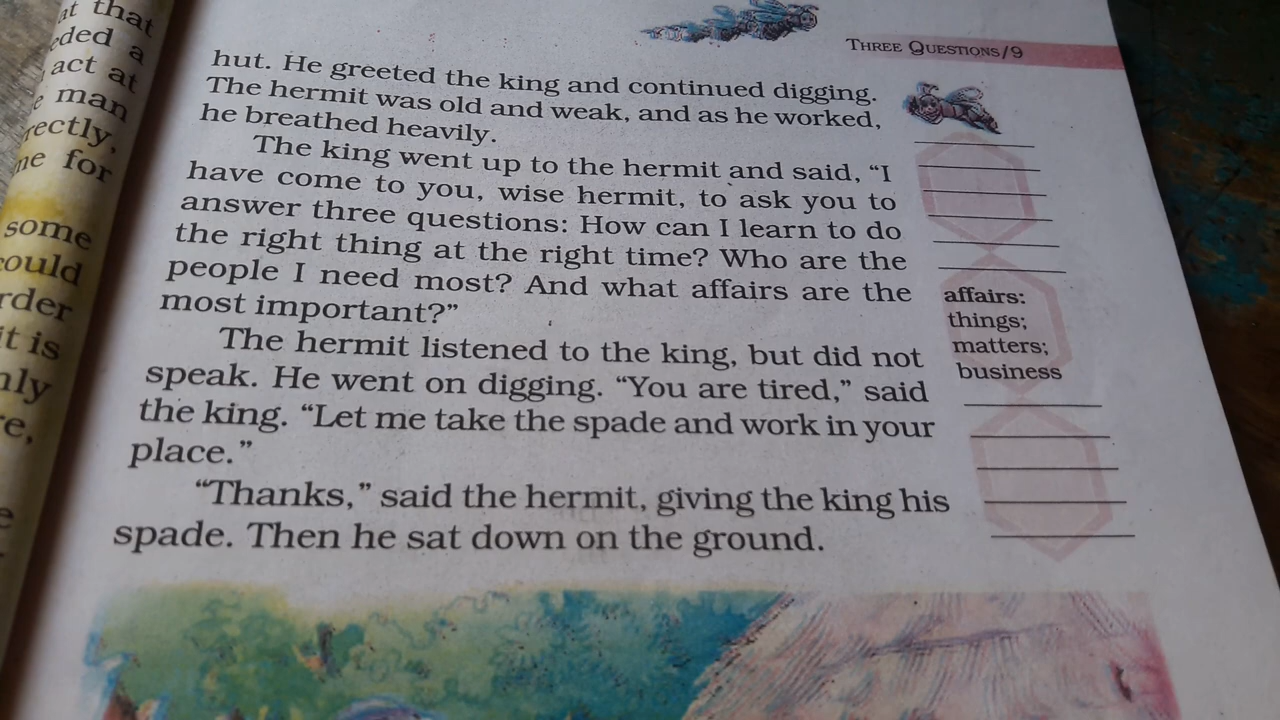 at that
eded a
act at
e man
rectly,
me for
some
could
rder
it is
nly
re,
THREE QUESTIONS/9
hut. He greeted the king and continued digging.
The hermit was old and weak, and as he worked,
he breathed heavily.
The king went up to the hermit and said, “I
have come to you, wise hermit, to ask you to
answer three questions: How can I learn to do
the right thing at the right time? Who are the
people I need most? And what affairs are the
most important?”
The hermit listened to the king, but did not
speak. He went on digging. “You are tired,” said
the king. “Let me take the spade and work in your
place.”
“Thanks,” said the hermit, giving the king his
spade. Then he sat down on the ground.
affairs:
things;
matters;
business